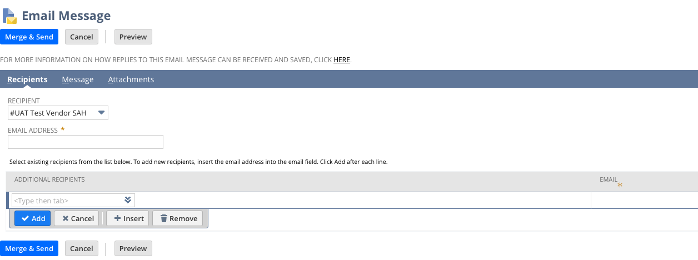 Email Message
Merge & Send Cancel Preview
FOR MORE INFORMATION ON HOW REPLIES TO THIS EMAIL MESSAGE CAN BE RECEIVED AND SAVED, CLICK HERE
Recipients Message Attachments
RECIPIENT
#UAT Test Vendor SAH
EMAIL ADDRESS *
Select existing recipients from the list below. To add new recipients, insert the email address into the email field. Click Add after each line.
ADDITIONAL RECIPIENTS EMAIL
<Type then tab>
Add Cancel Insert Remove
Merge & Send Cancel Preview